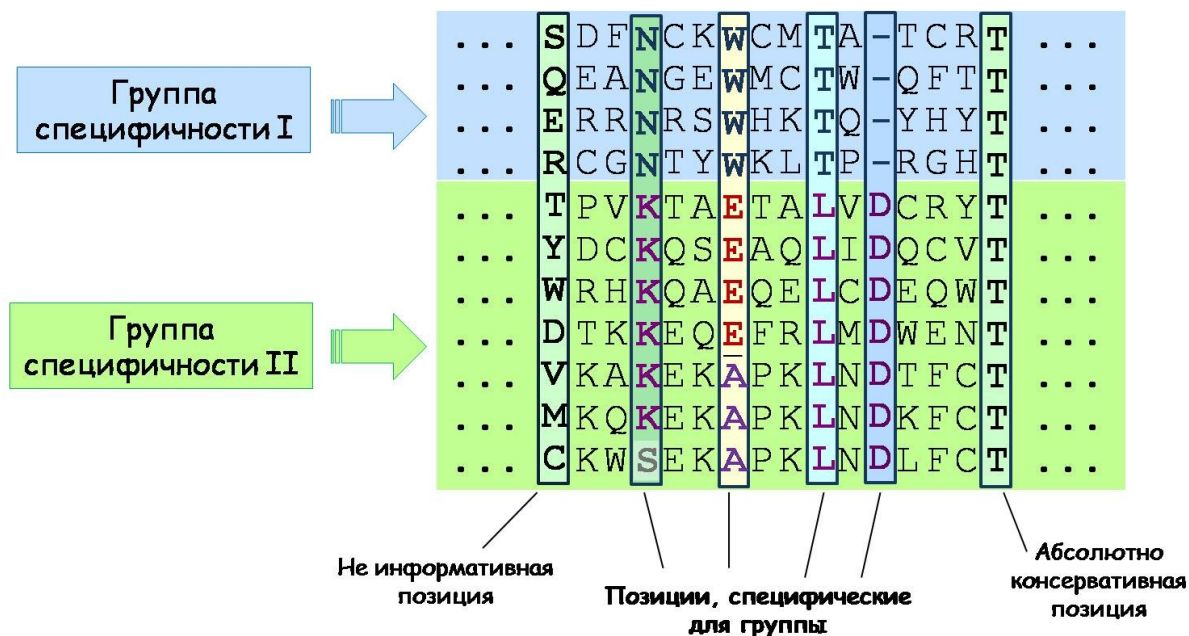 ... SDFNCKWCMTA-TCRT ...
... QEANGEWMCTW-QFTT ...
Группа
специфичности I
... ERRNRSWHKTQ-YHYT ...
... RCGNTYWKLTP-RGHT ...
... TPVKTAETALVDCRYT ...
... YDCKQSEAQLIDQCVT ...
... WRHKQAEQELCDEQWT ...
Группа
специфичности II
... DTKKEQEFRLMDWENT ...
... VKAKEKAPKLNDTFCT ...
... MKQKEKAPKLNDKFCT ...
... CKWSEKAPKLNDLFCT ...
Не информативная
позиция
Позиции, специфические
для группы
Абсолютно
консервативная
позиция